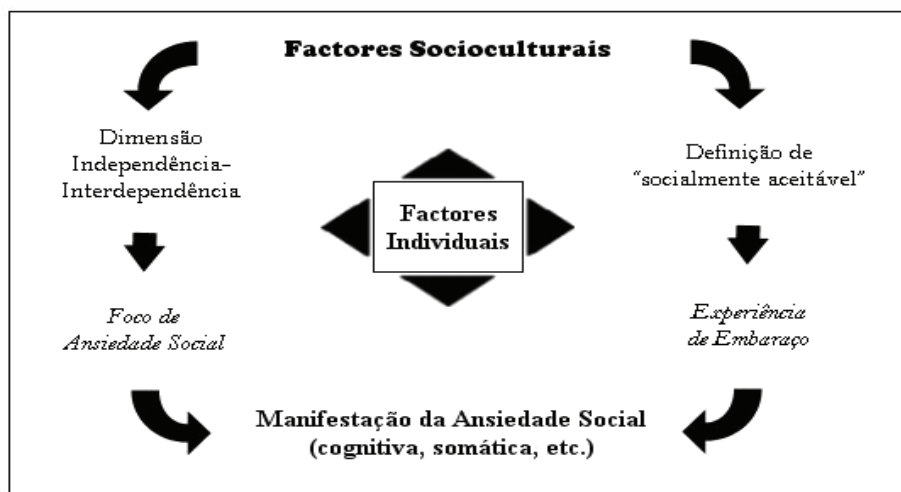 Factores Socioculturais
Dimensão
Independência-
Interdependência
Definição de
“socialmente aceitável”
Factores
Individuais
Foco de
Ansiedade Social
Experiência
de Embaraço
Manifestação da Ansiedade Social
(cognitiva, somática, etc.)